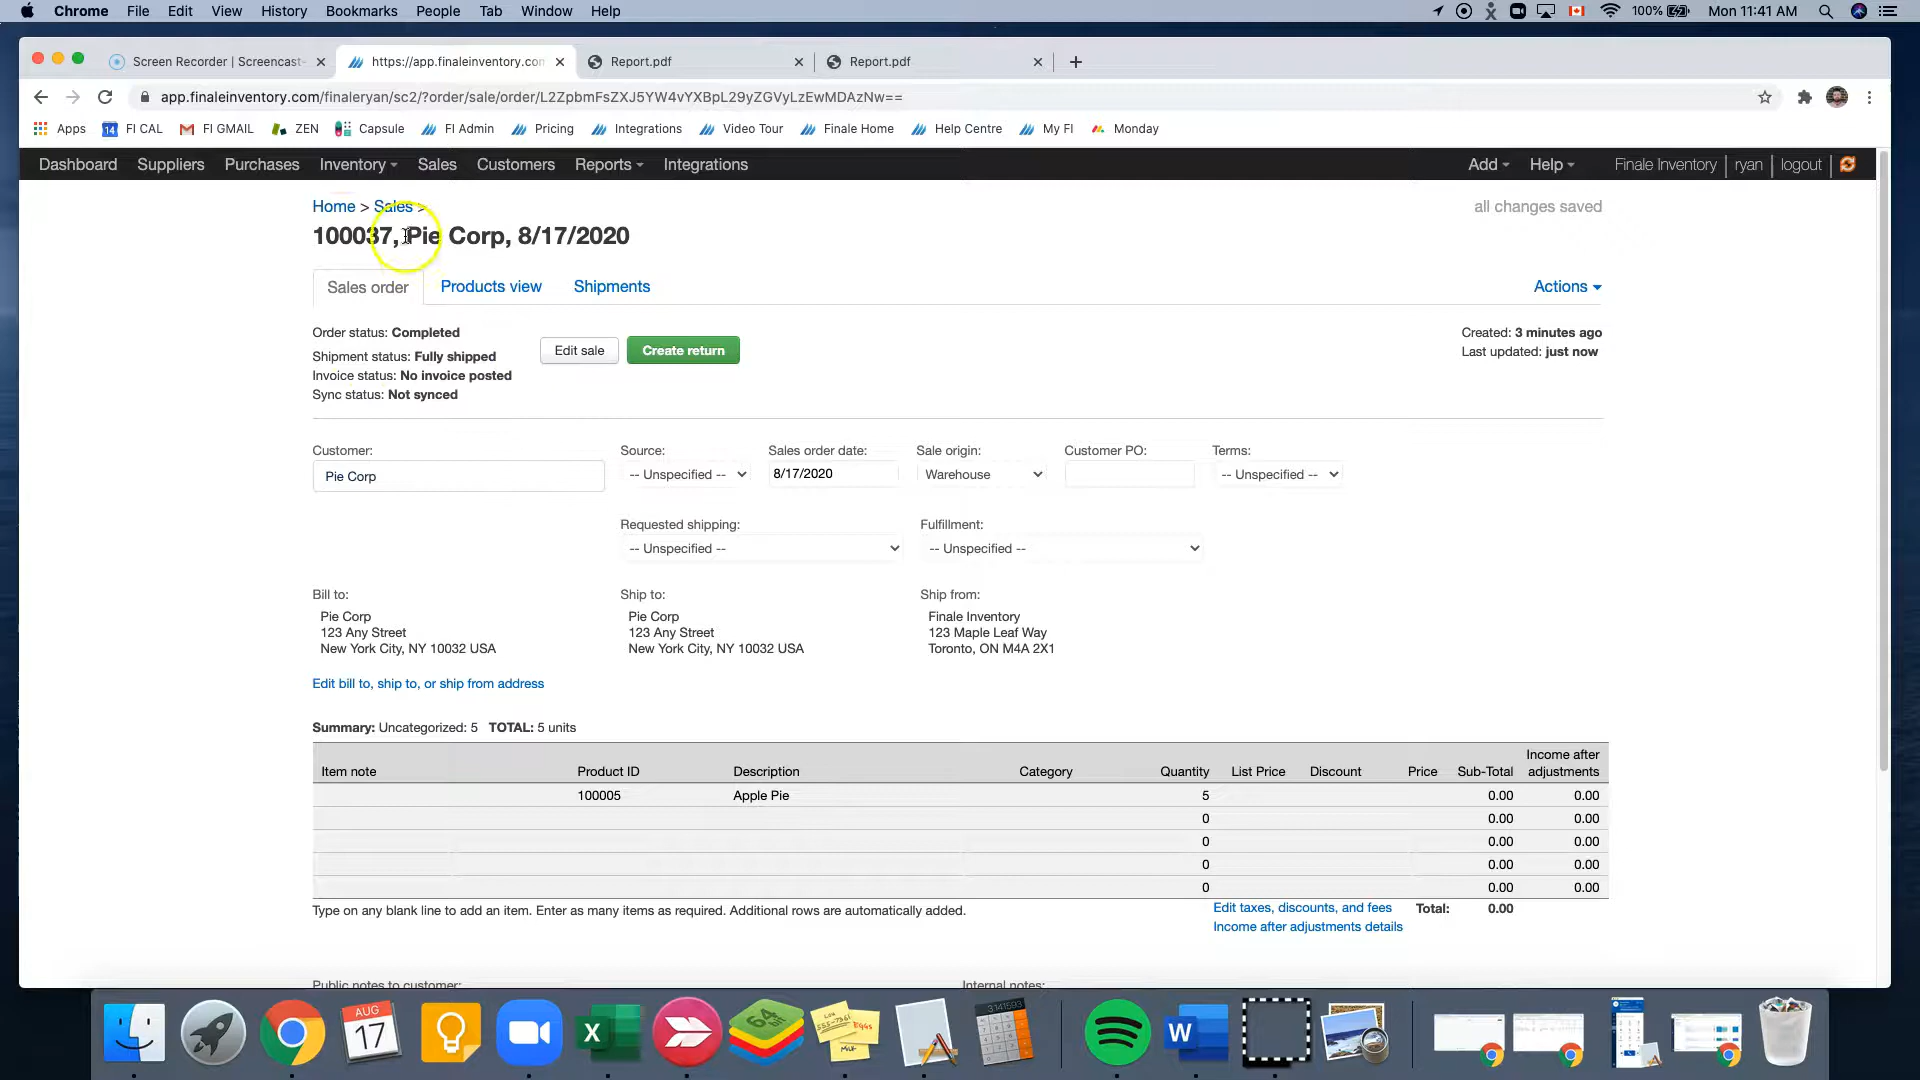 Chrome File Edit View History Bookmarks People Tab Window Help 100% Mon 11:41 AM
Screen Recorder | Screencast- https://app.finaleinventory.con Report.pdf Report.pdf
app.finaleinventory.com/finaleryan/sc2/?order/sale/order/L2ZpbmFsZXJ5YW4vYXBpL29yZGVyLzEwMDAzNw==
Apps FI CAL FI GMAIL ZEN Capsule FI Admin Pricing Integrations Video Tour Finale Home Help Centre My FI Monday
Dashboard Suppliers Purchases Inventory Sales Customers Reports Integrations Add Help Finale Inventory ryan logout
Home > Sales > all changes saved
100037, Pie Corp, 8/17/2020
Sales order Products view Shipments Actions
Order status: Completed
Shipment status: Fully shipped
Invoice status: No invoice posted
Sync status: Not synced
Edit sale Create return
Created: 3 minutes ago
Last updated: just now
Customer: Source: Sales order date: Sale origin: Customer PO: Terms:
Pie Corp -- Unspecified -- 8/17/2020 Warehouse -- Unspecified --
Requested shipping: Fulfillment:
-- Unspecified -- -- Unspecified --
Bill to: Ship to: Ship from:
Pie Corp Pie Corp Finale Inventory
123 Any Street 123 Any Street 123 Maple Leaf Way
New York City, NY 10032 USA New York City, NY 10032 USA Toronto, ON M4A 2X1
Edit bill to, ship to, or ship from address
Summary: Uncategorized: 5 TOTAL: 5 units
Item note Product ID Description Category Quantity List Price Discount Price Sub-Total Income after adjustments
100005 Apple Pie 5 0.00 0.00
0 0.00 0.00
0 0.00 0.00
0 0.00 0.00
0 0.00 0.00
Type on any blank line to add an item. Enter as many items as required. Additional rows are automatically added. Edit taxes, discounts, and fees Total: 0.00
Income after adjustments details
Public notes to customer: Internal notes:
AUG
17
64
bit
555-7361
EGGS
MILK
3.141593